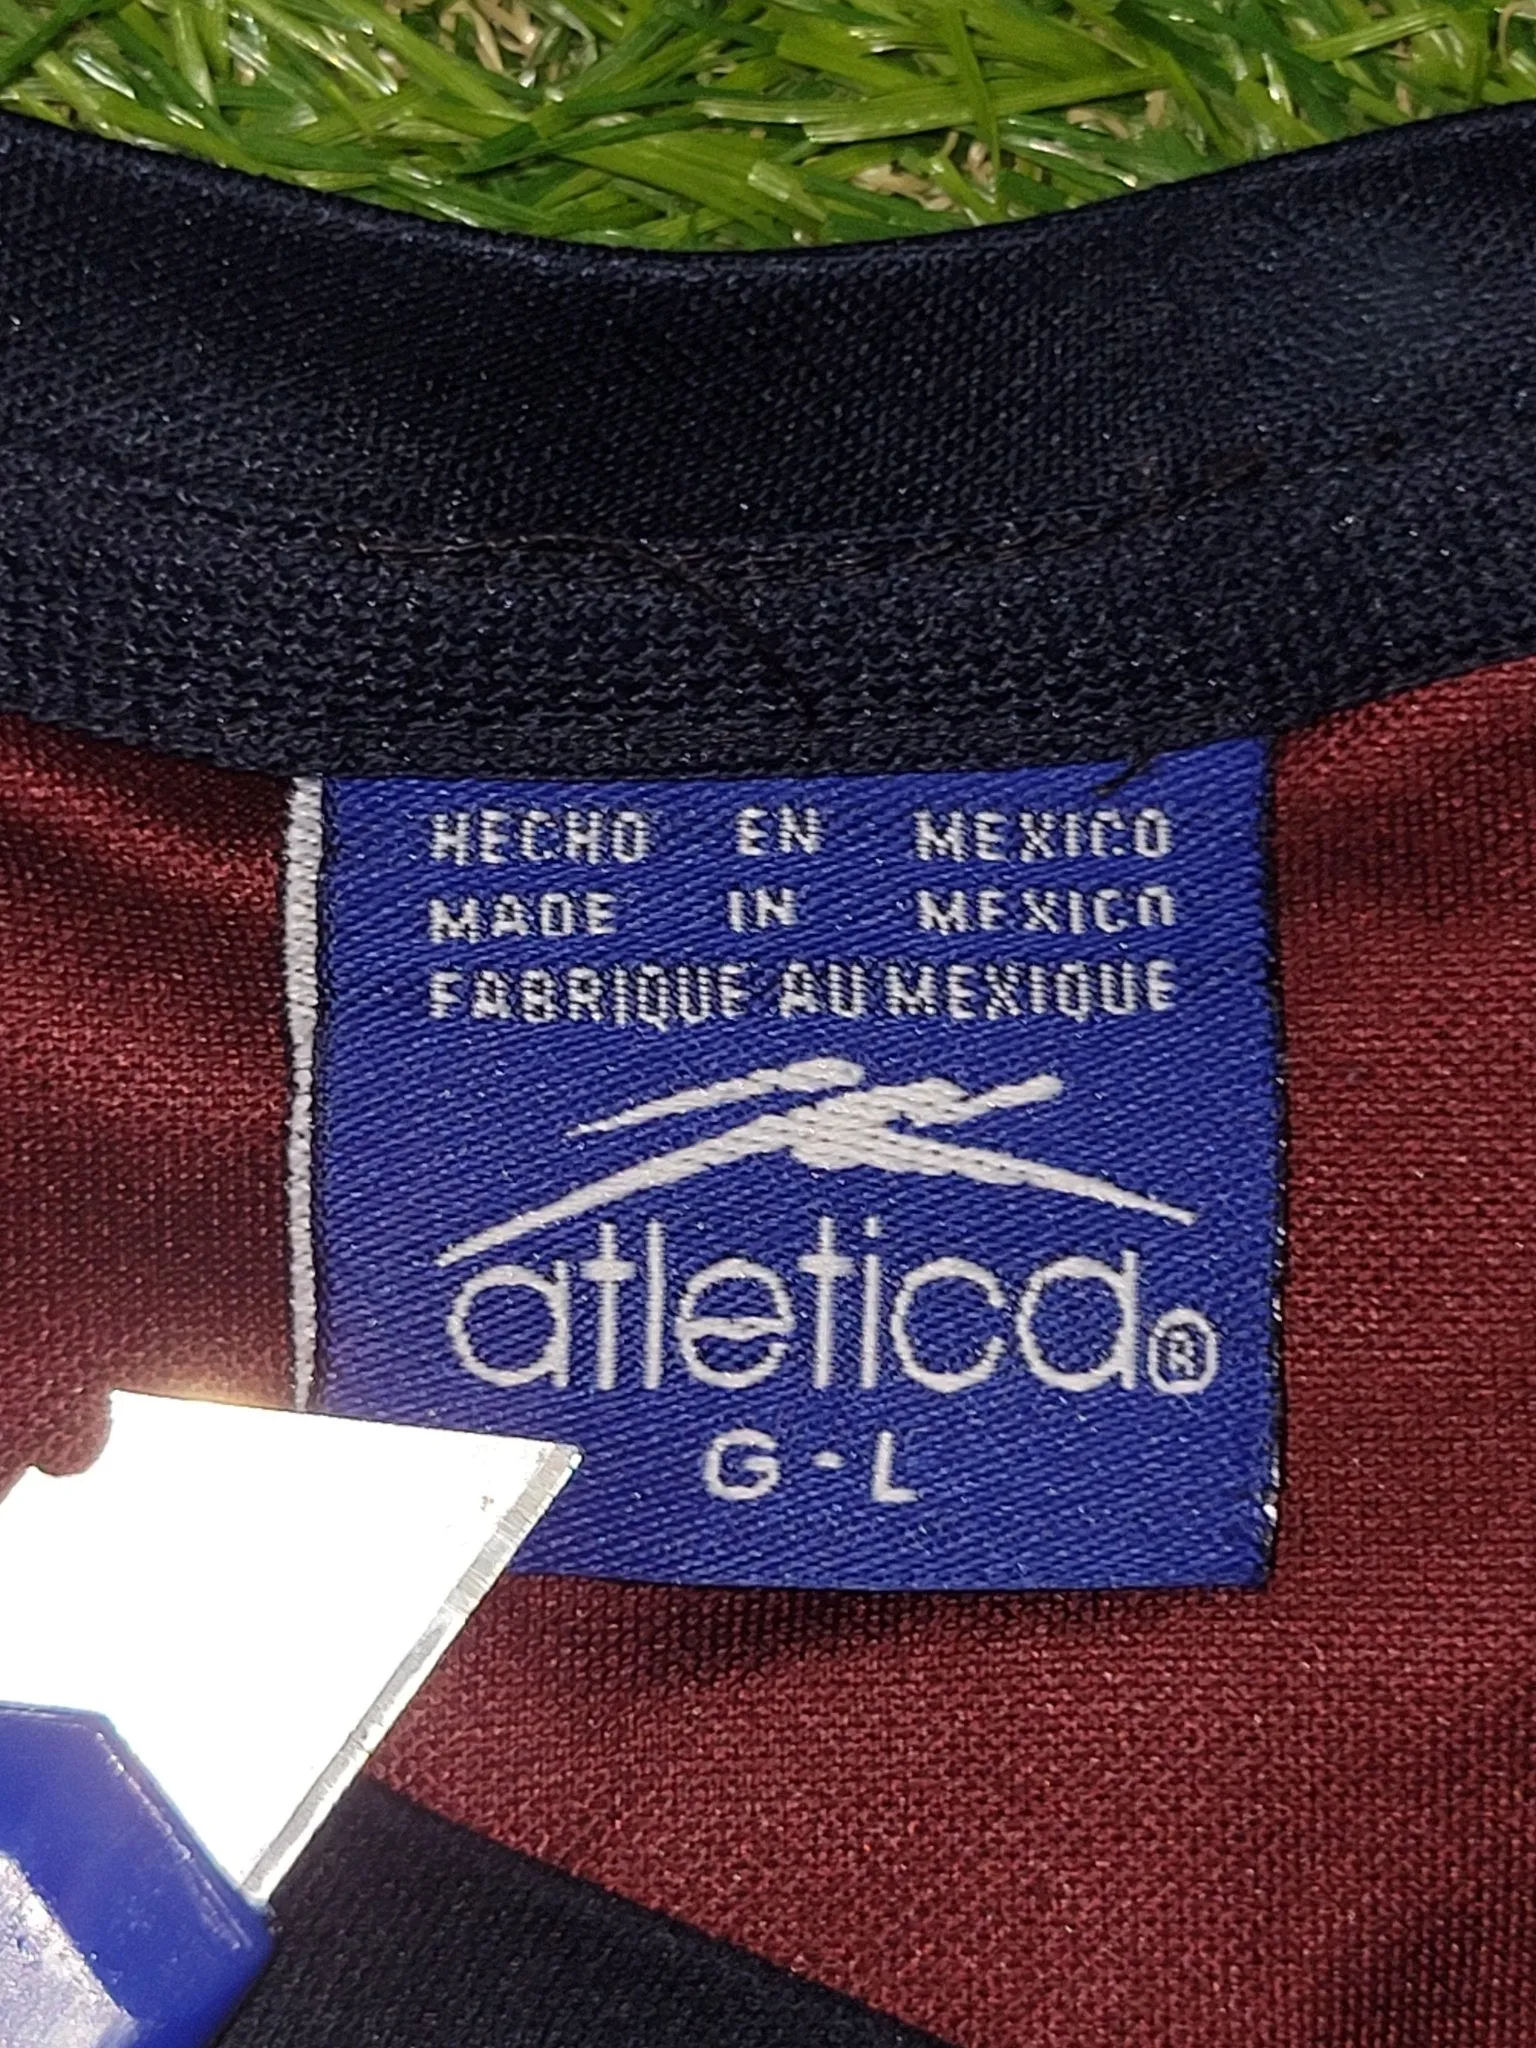 HECHO EN MEXICO
MADE IN MEXICO
FABRIQUE AU MEXIQUE
atletica®
G-L